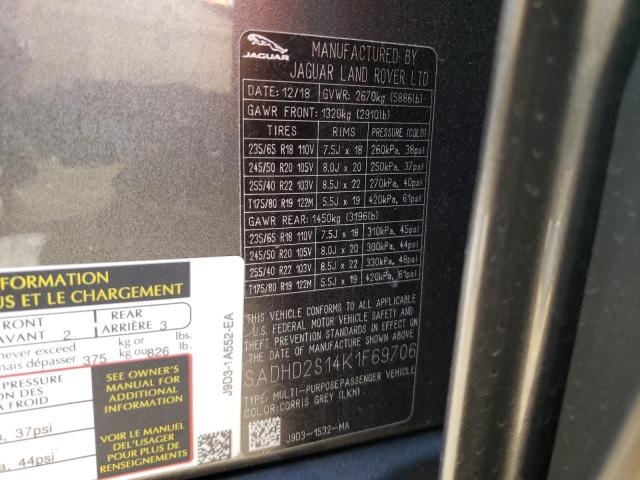 JAGUAR
MANUFACTURED BY
JAGUAR LAND ROVER LTD
DATE: 12/18 GVWR: 2670kg (5886lb)
GAWR FRONT: 1320kg (2910lb)
TIRES RIMS PRESSURE (COLD)
235/65 R18 110V 7.5J x 18 260kPa, 38psi
245/50 R20 105V 8.0J x 20 250kPa, 37psi
255/40 R22 103V 8.5J x 22 270kPa, 40psi
T175/80 R19 122M 5.5J x 19 420kPa, 61psi
GAWR REAR: 1450kg (3196lb)
235/65 R18 110V 7.5J x 18 310kPa, 45psi
245/50 R20 105V 8.0J x 20 300kPa, 44psi
255/40 R22 103V 8.5J x 22 330kPa, 48psi
T175/80 R19 122M 5.5J x 19 420kPa, 61psi
THIS VEHICLE CONFORMS TO ALL APPLICABLE
U.S. FEDERAL MOTOR VEHICLE SAFETY, BUMPER, AND
THEFT PREVENTION STANDARDS IN EFFECT ON THE
DATE OF MANUFACTURE SHOWN ABOVE.
SADHD2S14K1F69706
TYPE: MULTI-PURPOSE PASSENGER VEHICLE
COLOR:CORRIS GREY (LKH)
J9D3-1532-MA
INFORMATION
US ET LE CHARGEMENT
FRONT
AVANT 2
REAR
ARRIÈRE 3
never exceed
mais dépasser 375 kg or
kg ou 826 lbs.
lb.
PRESSURE
ION DES
À FROID
37psi
44psi
SEE OWNER'S
MANUAL FOR
ADDITIONAL
INFORMATION
VOIR LE MANUEL
DE L'USAGER
POUR PLUS DE
RENSEIGNEMENTS
J9D3-1A552-EA